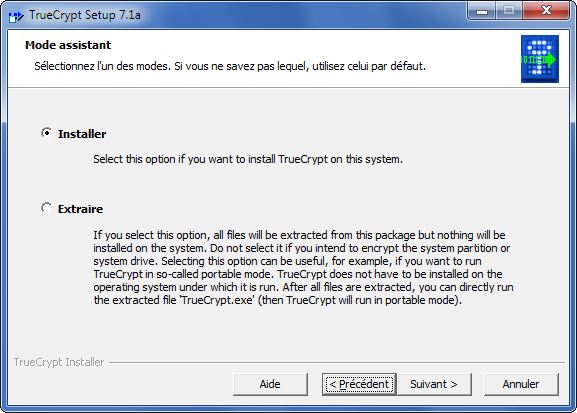 TrueCrypt Setup 7.1a
Mode assistant
Sélectionnez l'un des modes. Si vous ne savez pas lequel, utilisez celui par défaut.
Installer
Select this option if you want to install TrueCrypt on this system.
Extraire
If you select this option, all files will be extracted from this package but nothing will be
installed on the system. Do not select it if you intend to encrypt the system partition or
system drive. Selecting this option can be useful, for example, if you want to run
TrueCrypt in so-called portable mode. TrueCrypt does not have to be installed on the
operating system under which it is run. After all files are extracted, you can directly run
the extracted file 'TrueCrypt.exe' (then TrueCrypt will run in portable mode).
TrueCrypt Installer
Aide
< Précédent
Suivant >
Annuler